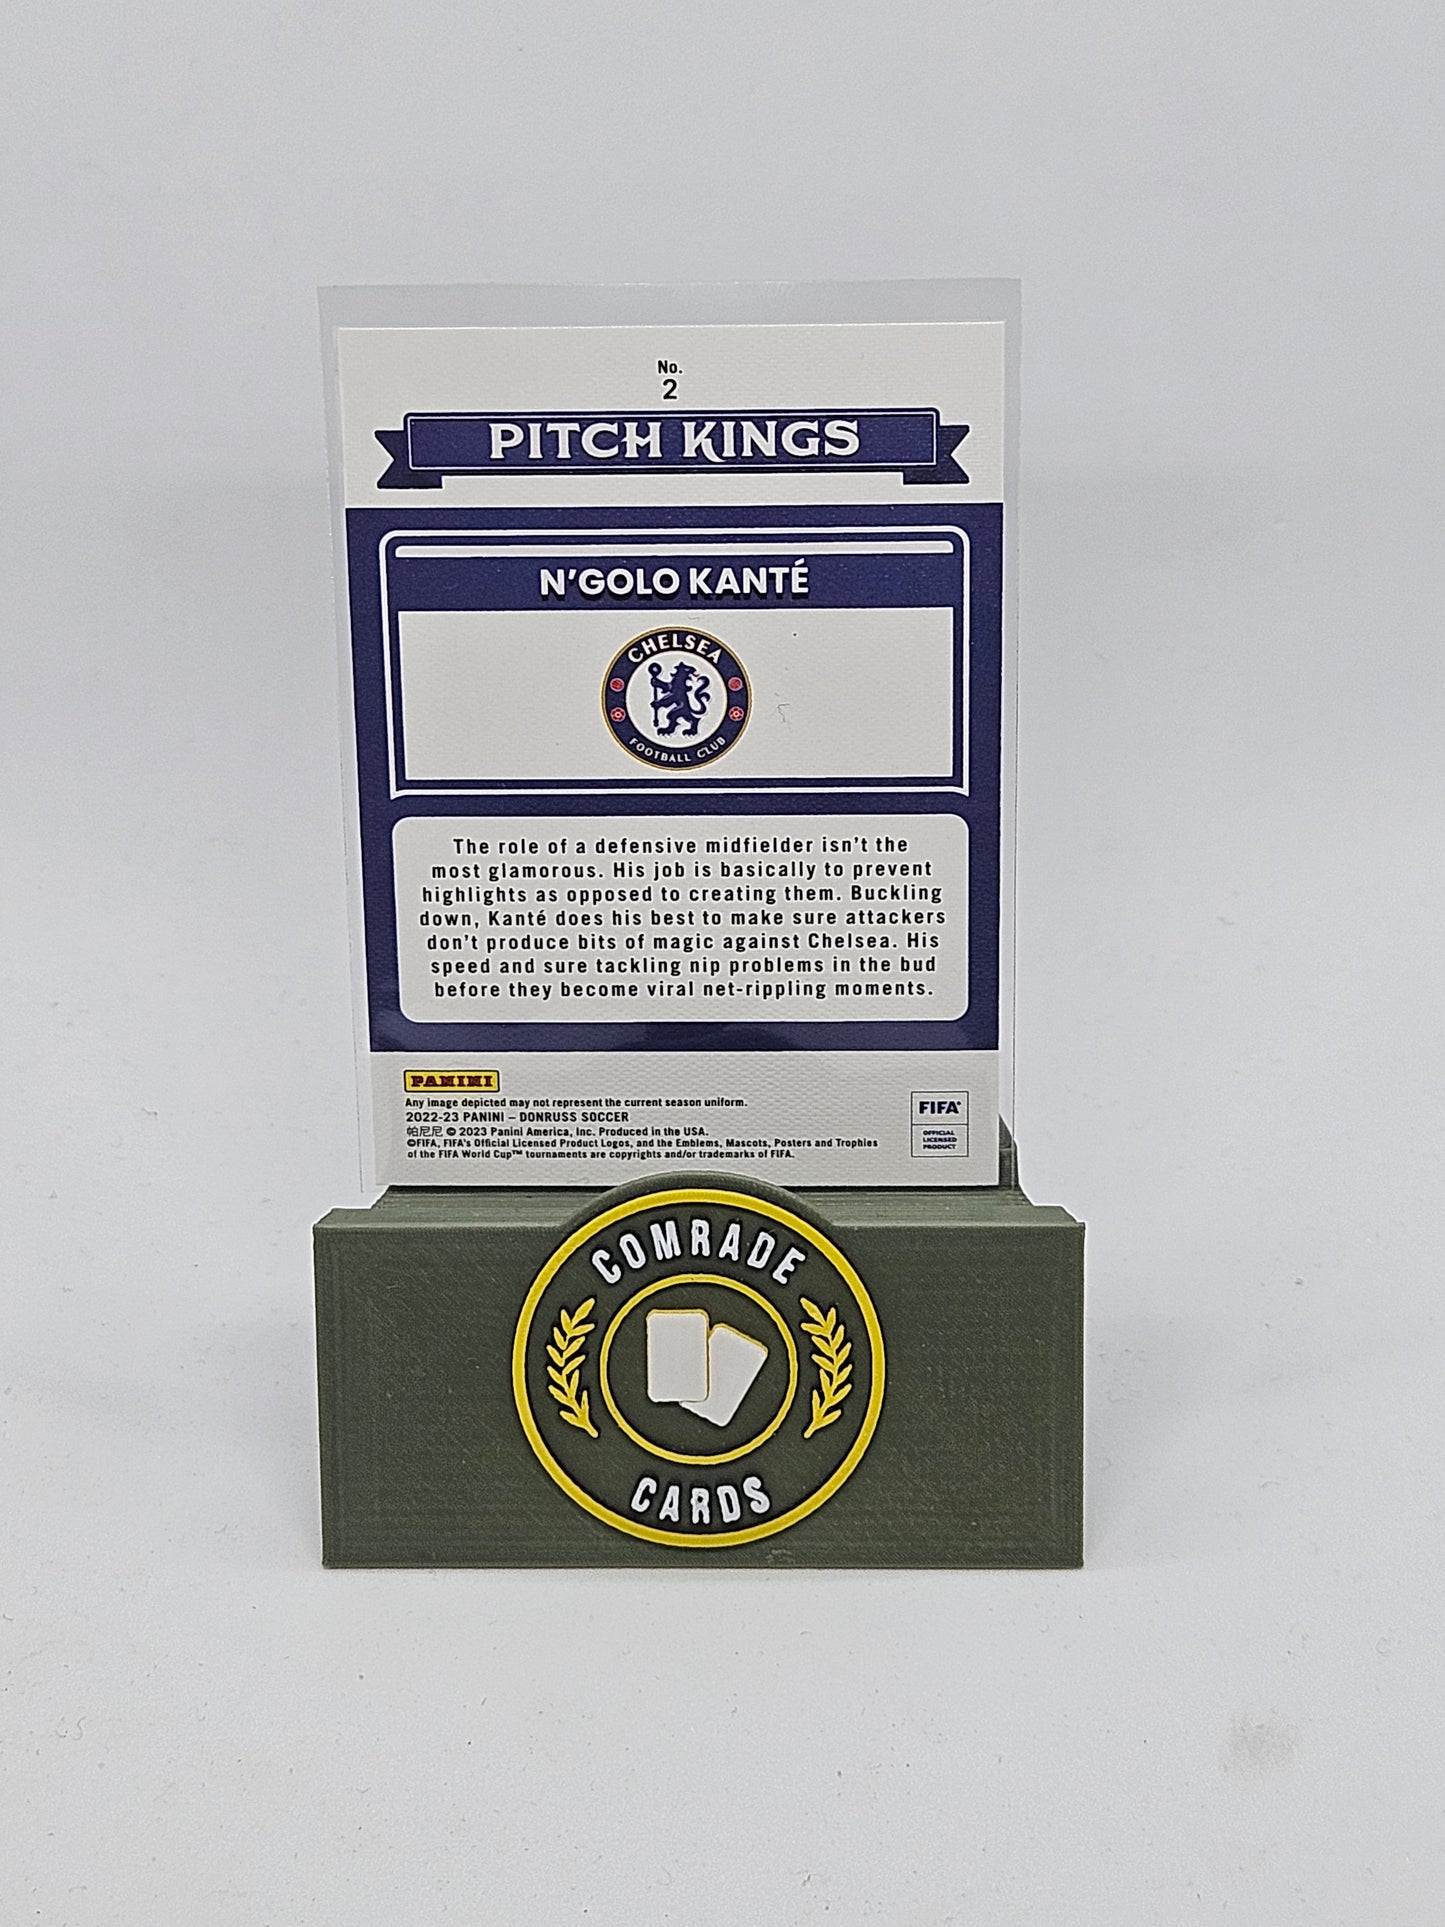 No.
2
PITCH KINGS
N'GOLO KANTÉ
CHELSEA
FOOTBALL CLUB
The role of a defensive midfielder isn't the
most glamorous. His job is basically to prevent
highlights as opposed to creating them. Buckling
down, Kanté does his best to make sure attackers
don't produce bits of magic against Chelsea. His
speed and sure tackling nip problems in the bud
before they become viral net-rippling moments.
PANINI
Any image depicted may not represent the current season uniform.
2022-23 PANINI – DONRUSS SOCCER
帕尼尼 © 2023 Panini America, Inc. Produced in the USA.
©FIFA, FIFA's Official Licensed Product Logos, and the Emblems, Mascots, Posters and Trophies
of the FIFA World Cup™ tournaments are copyrights and/or trademarks of FIFA.
FIFA®
OFFICIAL
LICENSED
PRODUCT
COMRADE
CARDS